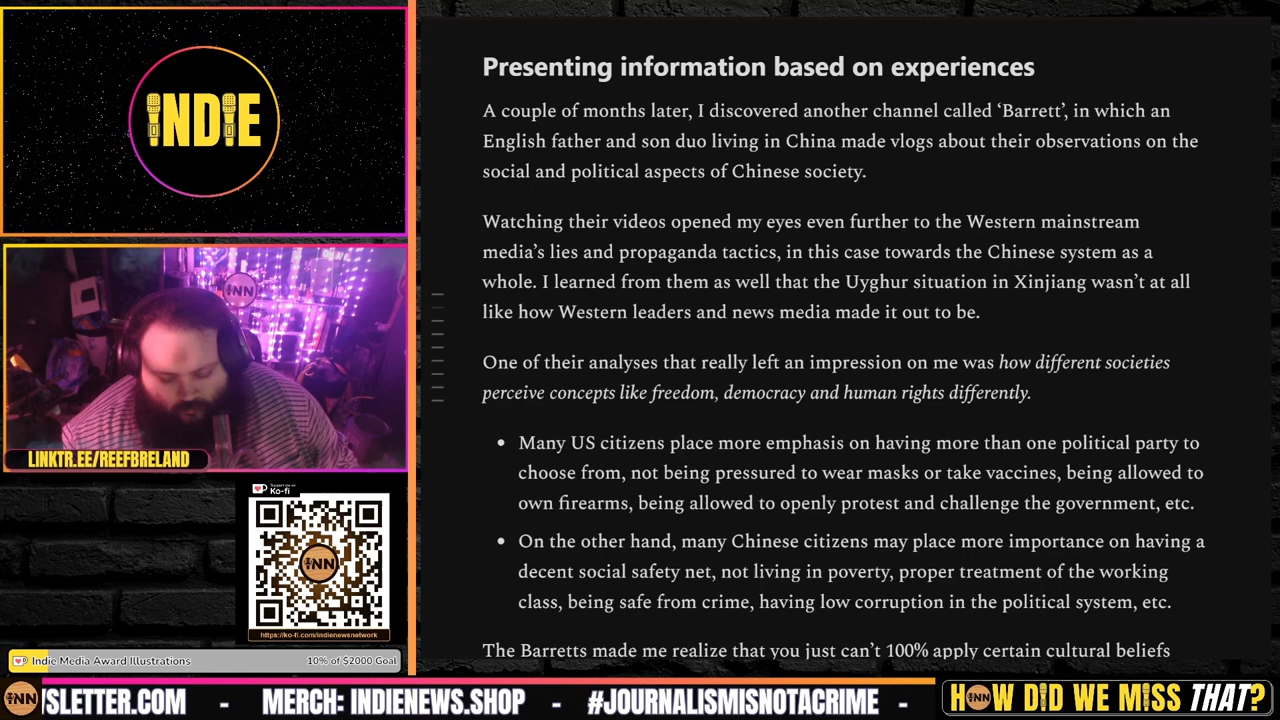 INDIE
INN
LINKTR.EE/REEFBRELAND
Support me on
Ko-fi
INN
https://ko-fi.com/indienewsnetwork
Indie Media Award Illustrations 10% of $2000 Goal
Presenting information based on experiences
A couple of months later, I discovered another channel called ‘Barrett’, in which an
English father and son duo living in China made vlogs about their observations on the
social and political aspects of Chinese society.
Watching their videos opened my eyes even further to the Western mainstream
media’s lies and propaganda tactics, in this case towards the Chinese system as a
whole. I learned from them as well that the Uyghur situation in Xinjiang wasn’t at all
like how Western leaders and news media made it out to be.
One of their analyses that really left an impression on me was how different societies
perceive concepts like freedom, democracy and human rights differently.
• Many US citizens place more emphasis on having more than one political party to
choose from, not being pressured to wear masks or take vaccines, being allowed to
own firearms, being allowed to openly protest and challenge the government, etc.
• On the other hand, many Chinese citizens may place more importance on having a
decent social safety net, not living in poverty, proper treatment of the working
class, being safe from crime, having low corruption in the political system, etc.
The Barretts made me realize that you just can’t 100% apply certain cultural beliefs
INN SLETTER.COM - MERCH: INDIENEWS.SHOP - #JOURNALISMISNOTACRIME -
HOW DID WE MISS THAT?